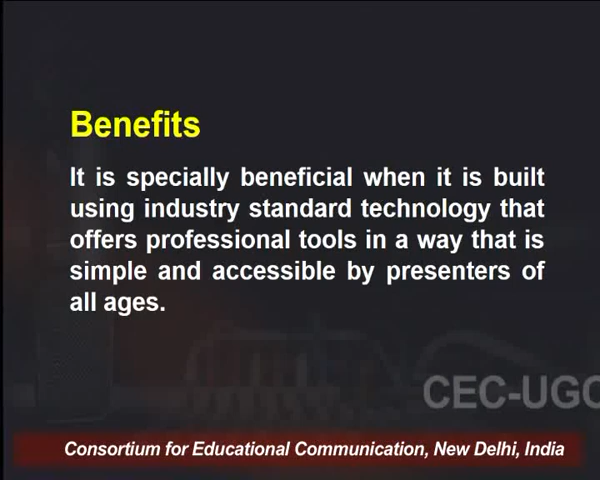 Benefits
It is specially beneficial when it is built
using industry standard technology that
offers professional tools in a way that is
simple and accessible by presenters of
all ages.
CEC-UGC
Consortium for Educational Communication, New Delhi, India